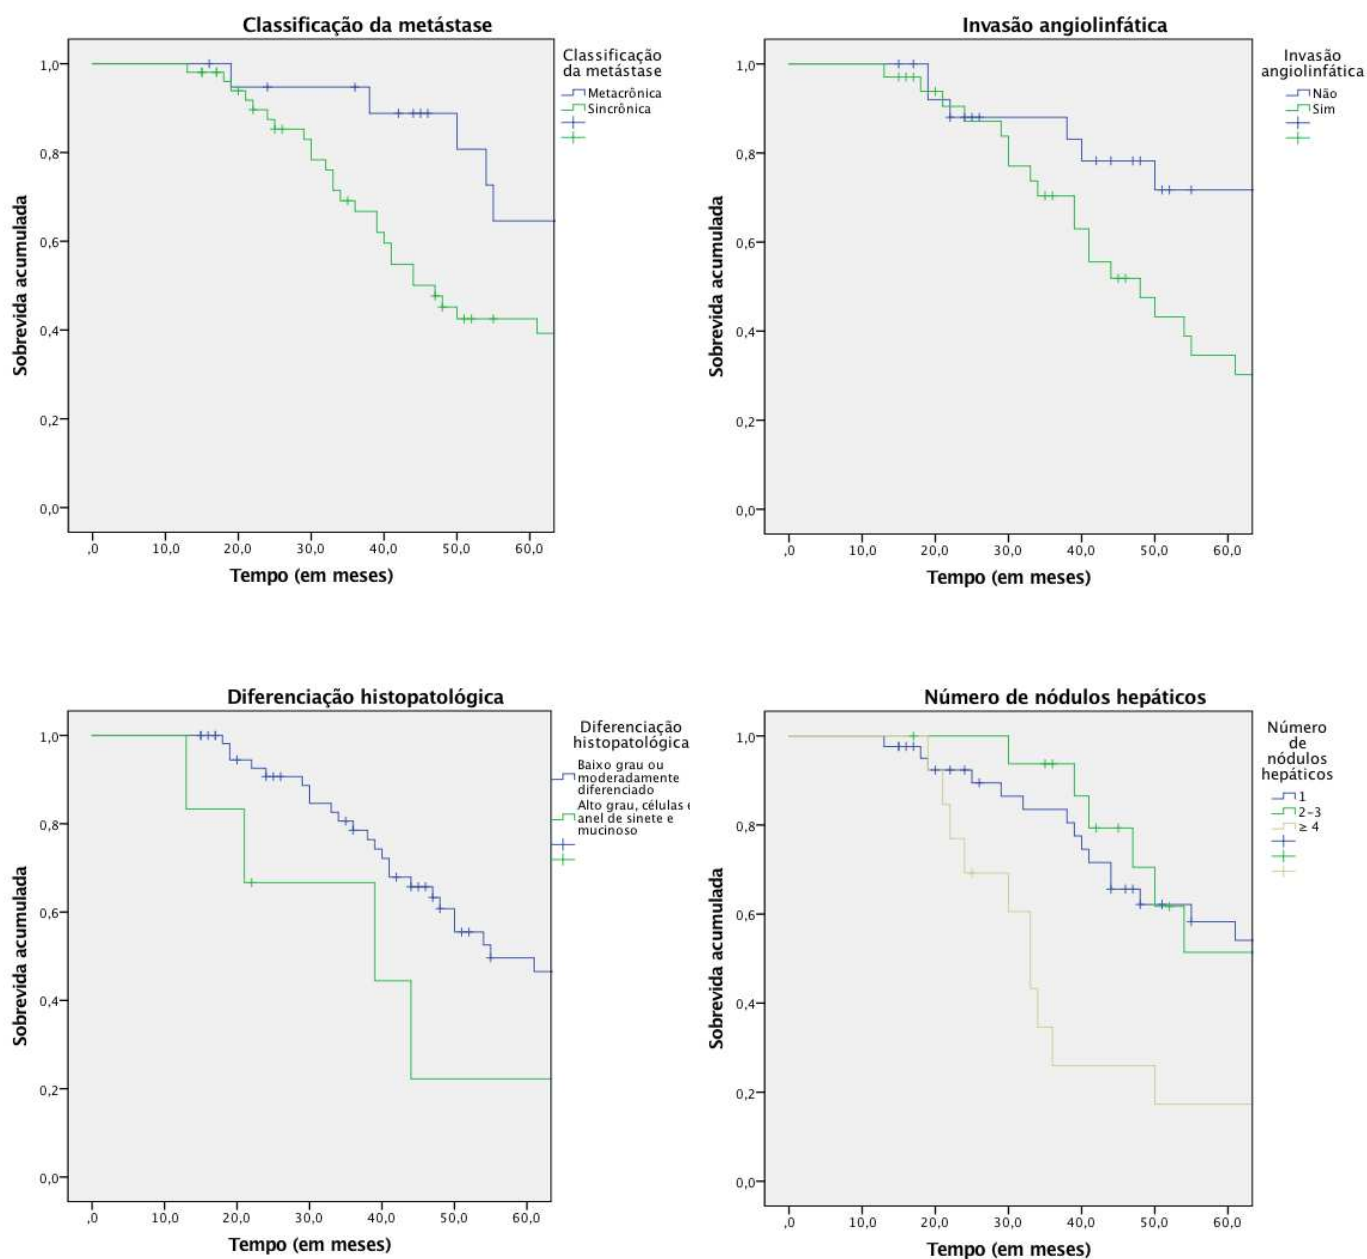 Classificação da metástase
Classificação
da metástase
Metacrônica
Sincrônica
Sobrevida acumulada
1,0
0,8
0,6
0,4
0,2
0,0
,0 10,0 20,0 30,0 40,0 50,0 60,0
Tempo (em meses)
Invasão angiolinfática
Invasão
angiolinfática
Não
Sim
Sobrevida acumulada
1,0
0,8
0,6
0,4
0,2
0,0
,0 10,0 20,0 30,0 40,0 50,0 60,0
Tempo (em meses)
Diferenciação histopatológica
Diferenciação
histopatológica
Baixo grau ou
moderadamente
diferenciado
Alto grau, células
anel de sinete e
mucinoso
Sobrevida acumulada
1,0
0,8
0,6
0,4
0,2
0,0
,0 10,0 20,0 30,0 40,0 50,0 60,0
Tempo (em meses)
Número de nódulos hepáticos
Número
de
nódulos
hepáticos
1
2-3
≥ 4
Sobrevida acumulada
1,0
0,8
0,6
0,4
0,2
0,0
,0 10,0 20,0 30,0 40,0 50,0 60,0
Tempo (em meses)